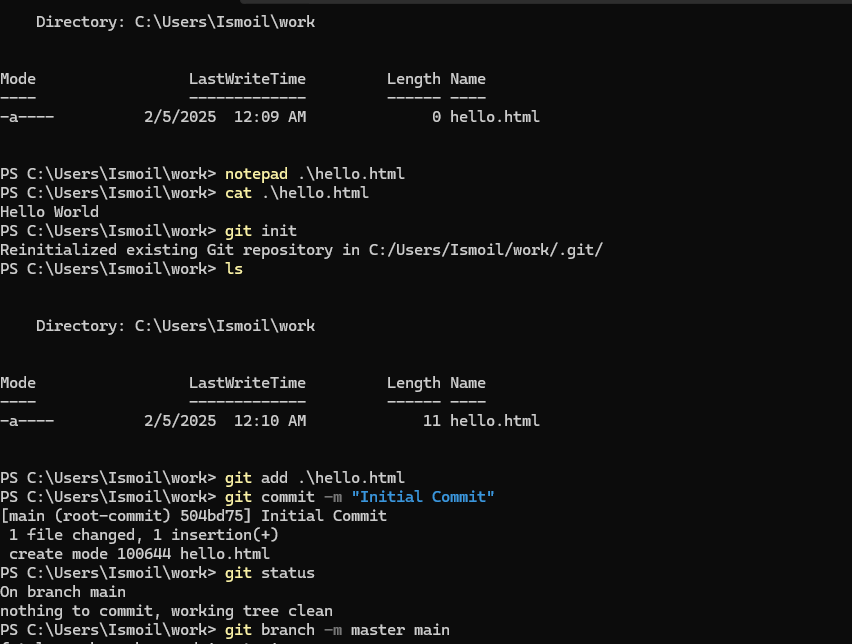 Directory: C:\Users\Ismoil\work
Mode LastWriteTime Length Name
---- ------------- ------ ----
-a---- 2/5/2025 12:09 AM 0 hello.html
PS C:\Users\Ismoil\work> notepad .\hello.html
PS C:\Users\Ismoil\work> cat .\hello.html
Hello World
PS C:\Users\Ismoil\work> git init
Reinitialized existing Git repository in C:/Users/Ismoil/work/.git/
PS C:\Users\Ismoil\work> ls
Directory: C:\Users\Ismoil\work
Mode LastWriteTime Length Name
---- ------------- ------ ----
-a---- 2/5/2025 12:10 AM 11 hello.html
PS C:\Users\Ismoil\work> git add .\hello.html
PS C:\Users\Ismoil\work> git commit -m "Initial Commit"
[main (root-commit) 504bd75] Initial Commit
1 file changed, 1 insertion(+)
create mode 100644 hello.html
PS C:\Users\Ismoil\work> git status
On branch main
nothing to commit, working tree clean
PS C:\Users\Ismoil\work> git branch -m master main